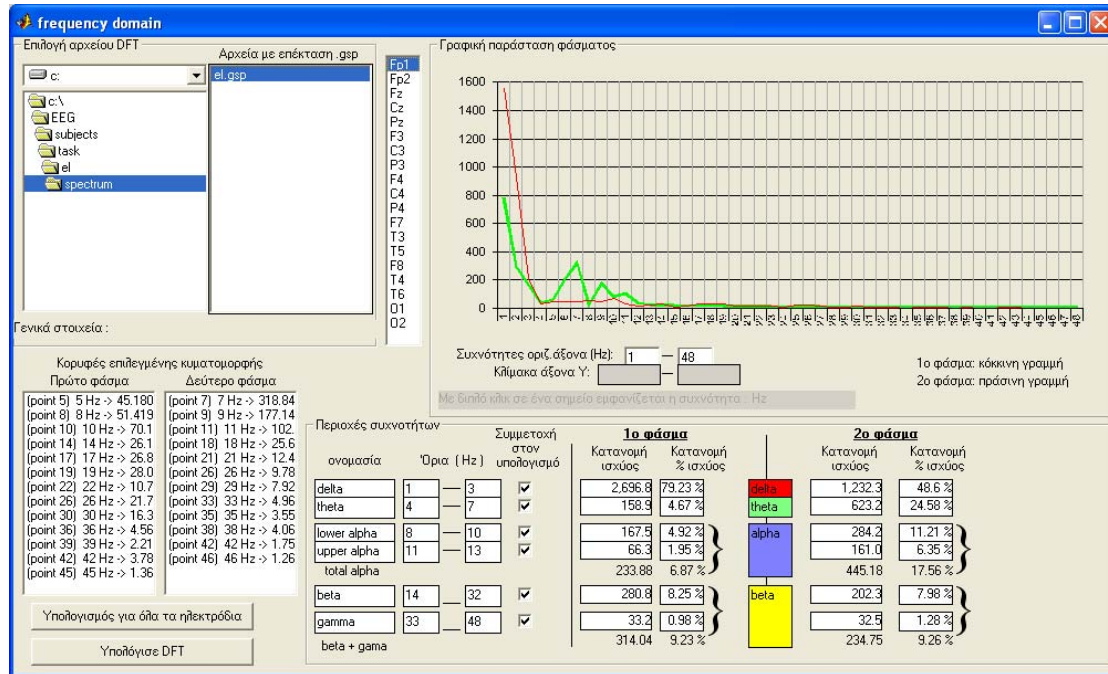 frequency domain
Επιλογή αρχείου DFT
Αρχεία με επέκταση .gsp
c:
el.gsp
c:\
EEG
subjects
task
el
spectrum
Γενικά στοιχεία :
Fp1
Fp2
Fz
Cz
Pz
F3
C3
P3
F4
C4
P4
F7
T3
T5
F8
T4
T6
O1
O2
Γραφική παράσταση φάσματος
1600
1400
1200
1000
800
600
400
200
0
Συχνότητες οριζ.άξονα (Hz): 1 — 48
Κλίμακα άξονα Υ: —
1ο φάσμα: κόκκινη γραμμή
2ο φάσμα: πράσινη γραμμή
Με διπλό κλικ σε ένα σημείο εμφανίζεται η συχνότητα : Hz
Κορυφές επιλεγμένης κυματομορφής
Πρώτο φάσμα
(point 5) 5 Hz -> 45.180
(point 8) 8 Hz -> 51.419
(point 10) 10 Hz -> 70.1
(point 14) 14 Hz -> 26.1
(point 17) 17 Hz -> 26.8
(point 19) 19 Hz -> 28.0
(point 22) 22 Hz -> 10.7
(point 26) 26 Hz -> 21.7
(point 30) 30 Hz -> 16.3
(point 36) 36 Hz -> 4.56
(point 39) 39 Hz -> 2.21
(point 42) 42 Hz -> 3.78
(point 45) 45 Hz -> 1.36
Δεύτερο φάσμα
(point 7) 7 Hz -> 318.84
(point 9) 9 Hz -> 177.14
(point 11) 11 Hz -> 102.
(point 18) 18 Hz -> 25.6
(point 21) 21 Hz -> 12.4
(point 26) 26 Hz -> 9.78
(point 29) 29 Hz -> 7.92
(point 33) 33 Hz -> 4.96
(point 35) 35 Hz -> 3.55
(point 38) 38 Hz -> 4.06
(point 42) 42 Hz -> 1.75
(point 46) 46 Hz -> 1.26
Υπολογισμός για όλα τα ηλεκτρόδια
Υπολόγισε DFT
Περιοχές συχνοτήτων
ονομασία
Όρια ( Hz )
Συμμετοχή στον υπολογισμό
1ο φάσμα
Κατανομή ισχύος
Κατανομή % ισχύος
2ο φάσμα
Κατανομή ισχύος
Κατανομή % ισχύος
delta 1 — 3 2,696.8 79.23 % delta 1,232.3 48.6 %
theta 4 — 7 158.9 4.67 % theta 623.2 24.58 %
lower alpha 8 — 10 167.5 4.92 % alpha 284.2 11.21 %
upper alpha 11 — 13 66.3 1.95 % 161.0 6.35 %
total alpha 233.88 6.87 % 445.18 17.56 %
beta 14 — 32 280.8 8.25 % beta 202.3 7.98 %
gamma 33 — 48 33.2 0.98 % 32.5 1.28 %
beta + gama 314.04 9.23 % 234.75 9.26 %